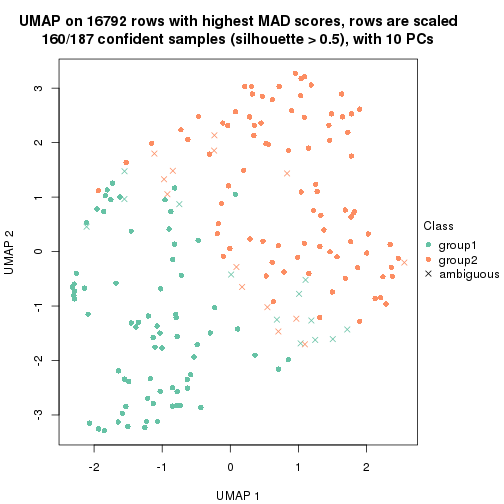 UMAP on 16792 rows with highest MAD scores, rows are scaled
160/187 confident samples (silhouette > 0.5), with 10 PCs
3
2
1
0
-1
-2
-3
UMAP 2
-2
-1
0
1
2
UMAP 1
Class
group1
group2
ambiguous